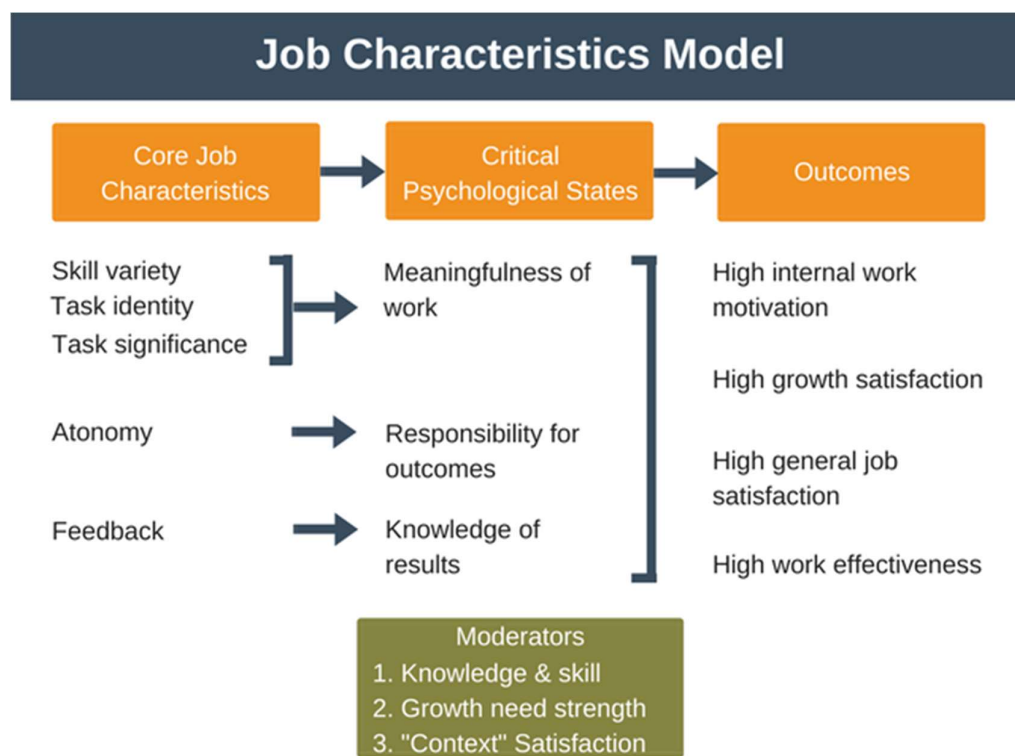 Job Characteristics Model
Core Job
Characteristics
Critical
Psychological States
Outcomes
Skill variety
Task identity
Task significance
Meaningfulness of
work
High internal work
motivation
High growth satisfaction
Atonomy
Responsibility for
outcomes
High general job
satisfaction
Feedback
Knowledge of
results
High work effectiveness
Moderators
1. Knowledge & skill
2. Growth need strength
3. "Context" Satisfaction